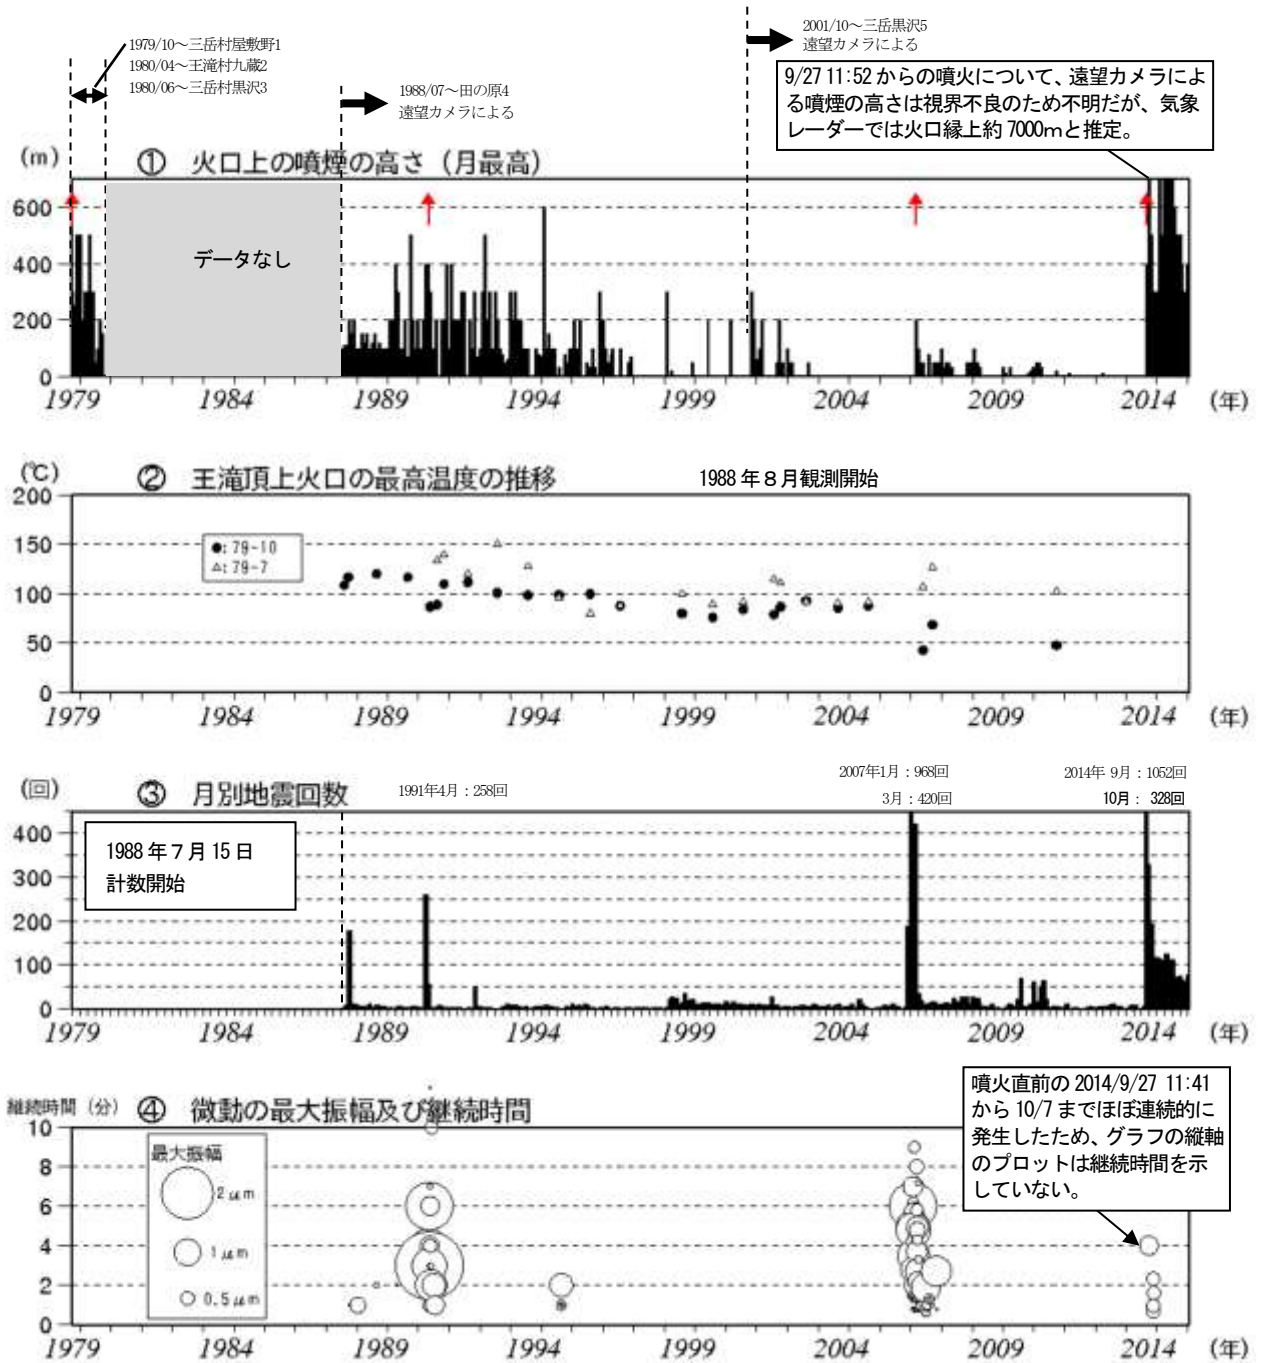 1979/10～三岳村屋敷野1
1980/04～王滝村九蔵2
1980/06～三岳村黒沢3
1988/07～田の原4
遠望カメラによる
2001/10～三岳黒沢5
遠望カメラによる
9/27 11:52 からの噴火について、遠望カメラによ
る噴煙の高さは視界不良のため不明だが、気象
レーダーでは火口縁上約 7000ｍと推定。
(m)
① 火口上の噴煙の高さ（月最高）
600
400
200
0
データなし
1979 1984 1989 1994 1999 2004 2009 2014 (年)
(℃)
② 王滝頂上火口の最高温度の推移
1988 年８月観測開始
200
150
100
50
0
●: 79-10
△: 79-7
1979 1984 1989 1994 1999 2004 2009 2014 (年)
(回)
③ 月別地震回数
1991年4月：258回
2007年1月：968回
3月：420回
2014年 9月：1052回
10月： 328回
400
300
200
100
0
1988 年７月 15 日
計数開始
1979 1984 1989 1994 1999 2004 2009 2014 (年)
継続時間（分）
④ 微動の最大振幅及び継続時間
噴火直前の 2014/9/27 11:41
から 10/7 までほぼ連続的に
発生したため、グラフの縦軸
のプロットは継続時間を示
していない。
10
8
6
4
2
0
最大振幅
2μm
1μm
0.5μm
1979 1984 1989 1994 1999 2004 2009 2014 (年)